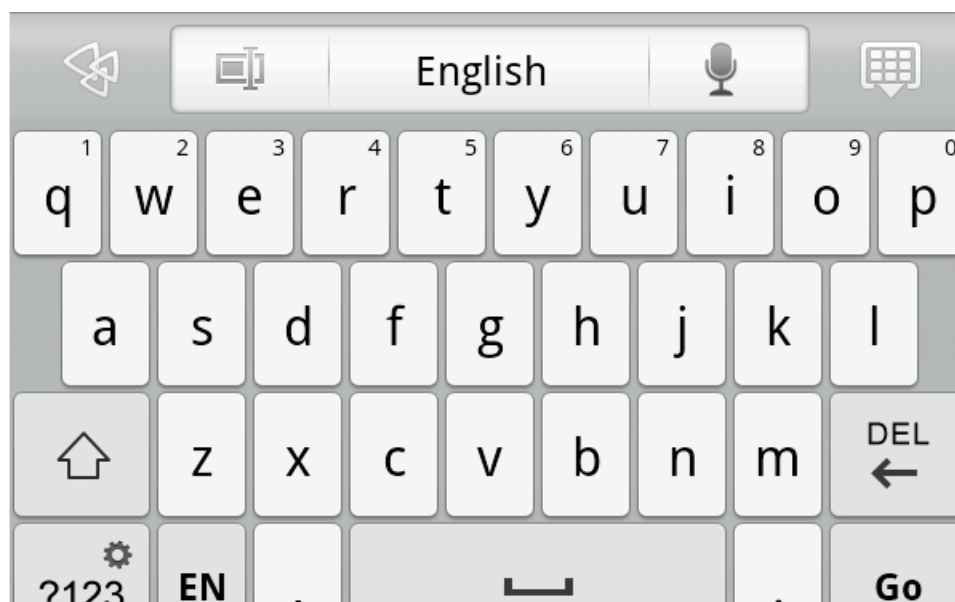 English
1 2 3 4 5 6 7 8 9 0
q w e r t y u i o p
a s d f g h j k l
DEL
z x c v b n m
?123 EN Go